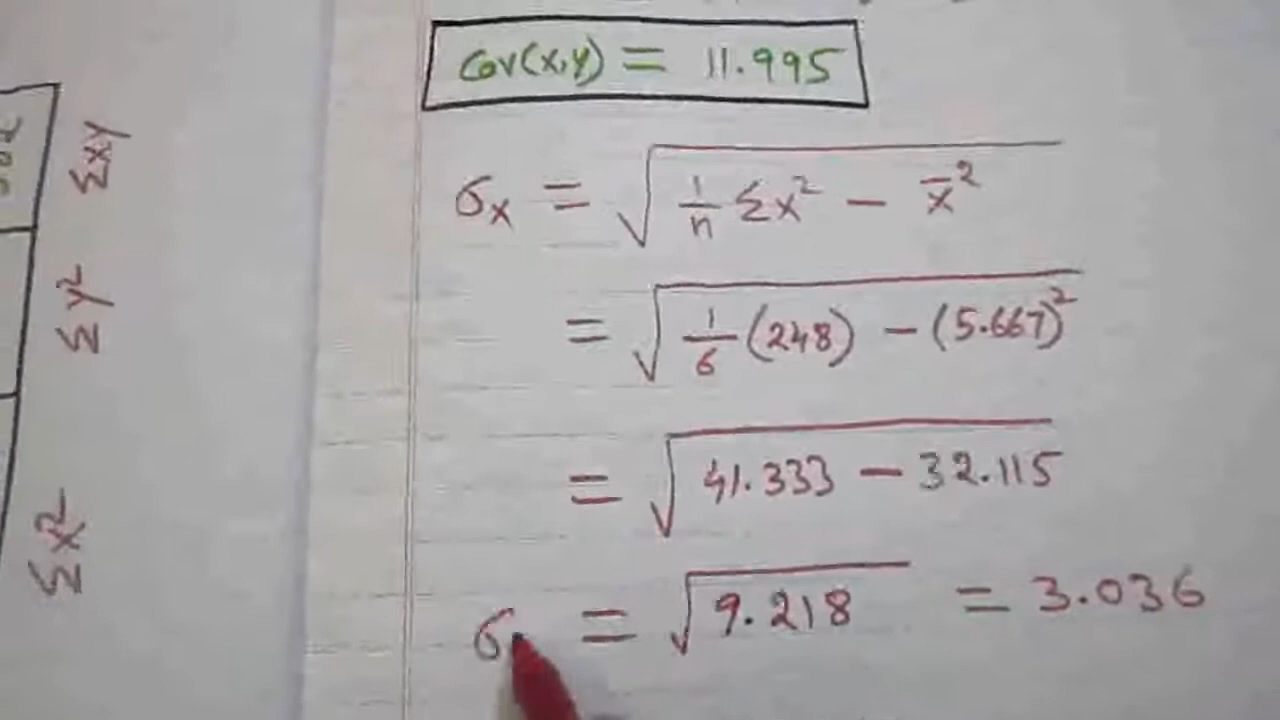 Cov(x,y) = 11.995
σx = √(1/n Σx² − x̄²)
= √(1/6 (248) − (5.667)²)
= √(41.333 − 32.115)
σ = √9.218 = 3.036
Σxy
Σy²
Σx²